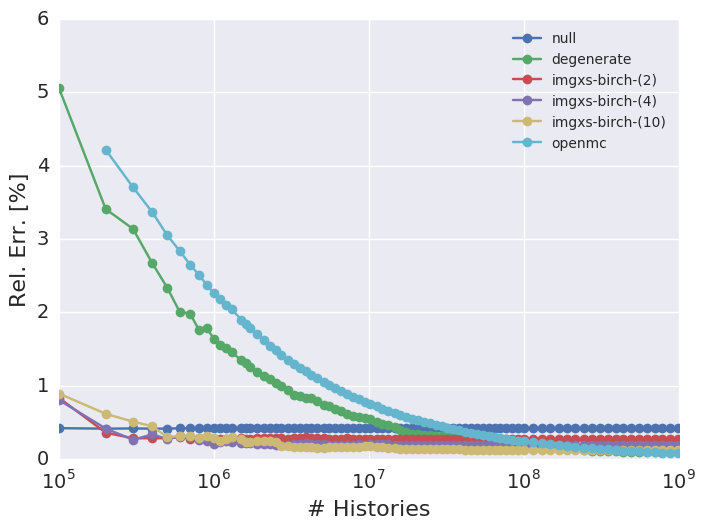 6
5
4
3
2
1
0
Rel. Err. [%]
null
degenerate
imgxs-birch-(2)
imgxs-birch-(4)
imgxs-birch-(10)
openmc
10^5 10^6 10^7 10^8 10^9
# Histories